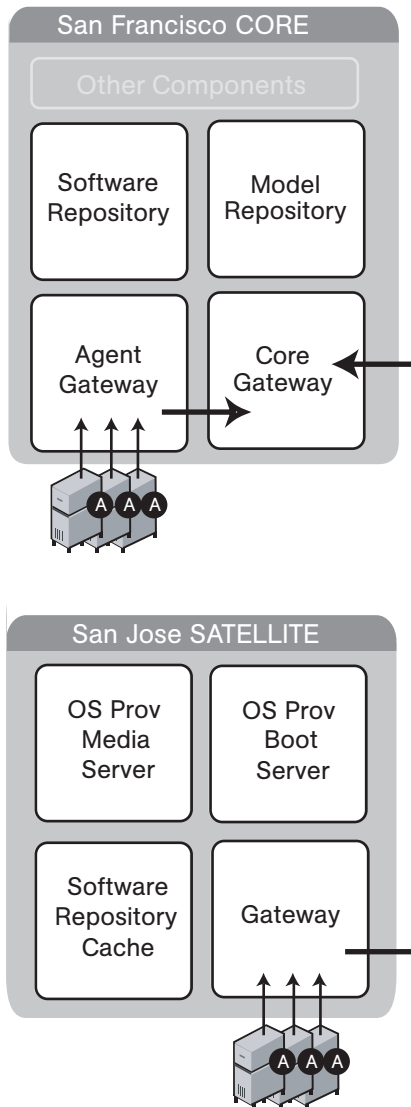 San Francisco CORE
Other Components
Software
Repository
Model
Repository
Agent
Gateway
Core
Gateway
A A A
San Jose SATELLITE
OS Prov
Media
Server
OS Prov
Boot
Server
Software
Repository
Cache
Gateway
A A A